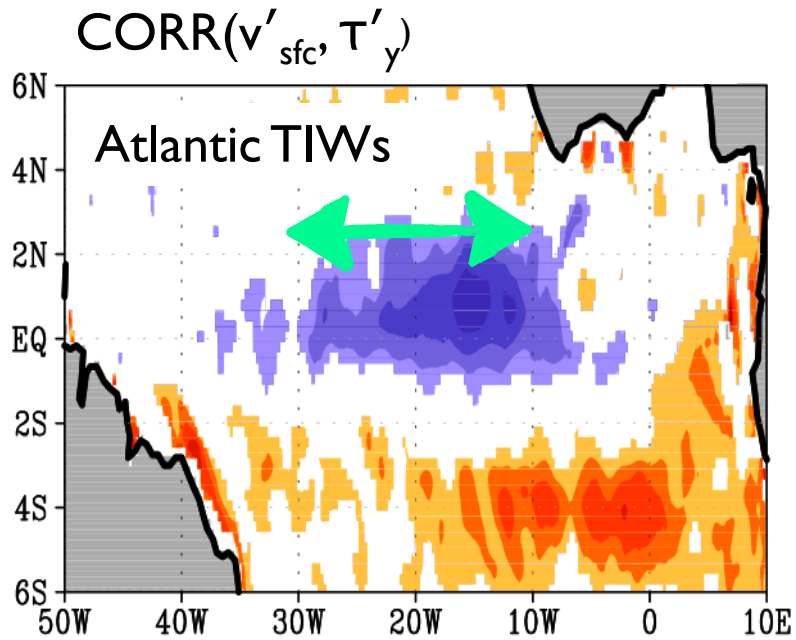 CORR(v′sfc, τ′y)
6N
Atlantic TIWs
4N
2N
EQ
2S
4S
6S
50W 40W 30W 20W 10W 0 10E